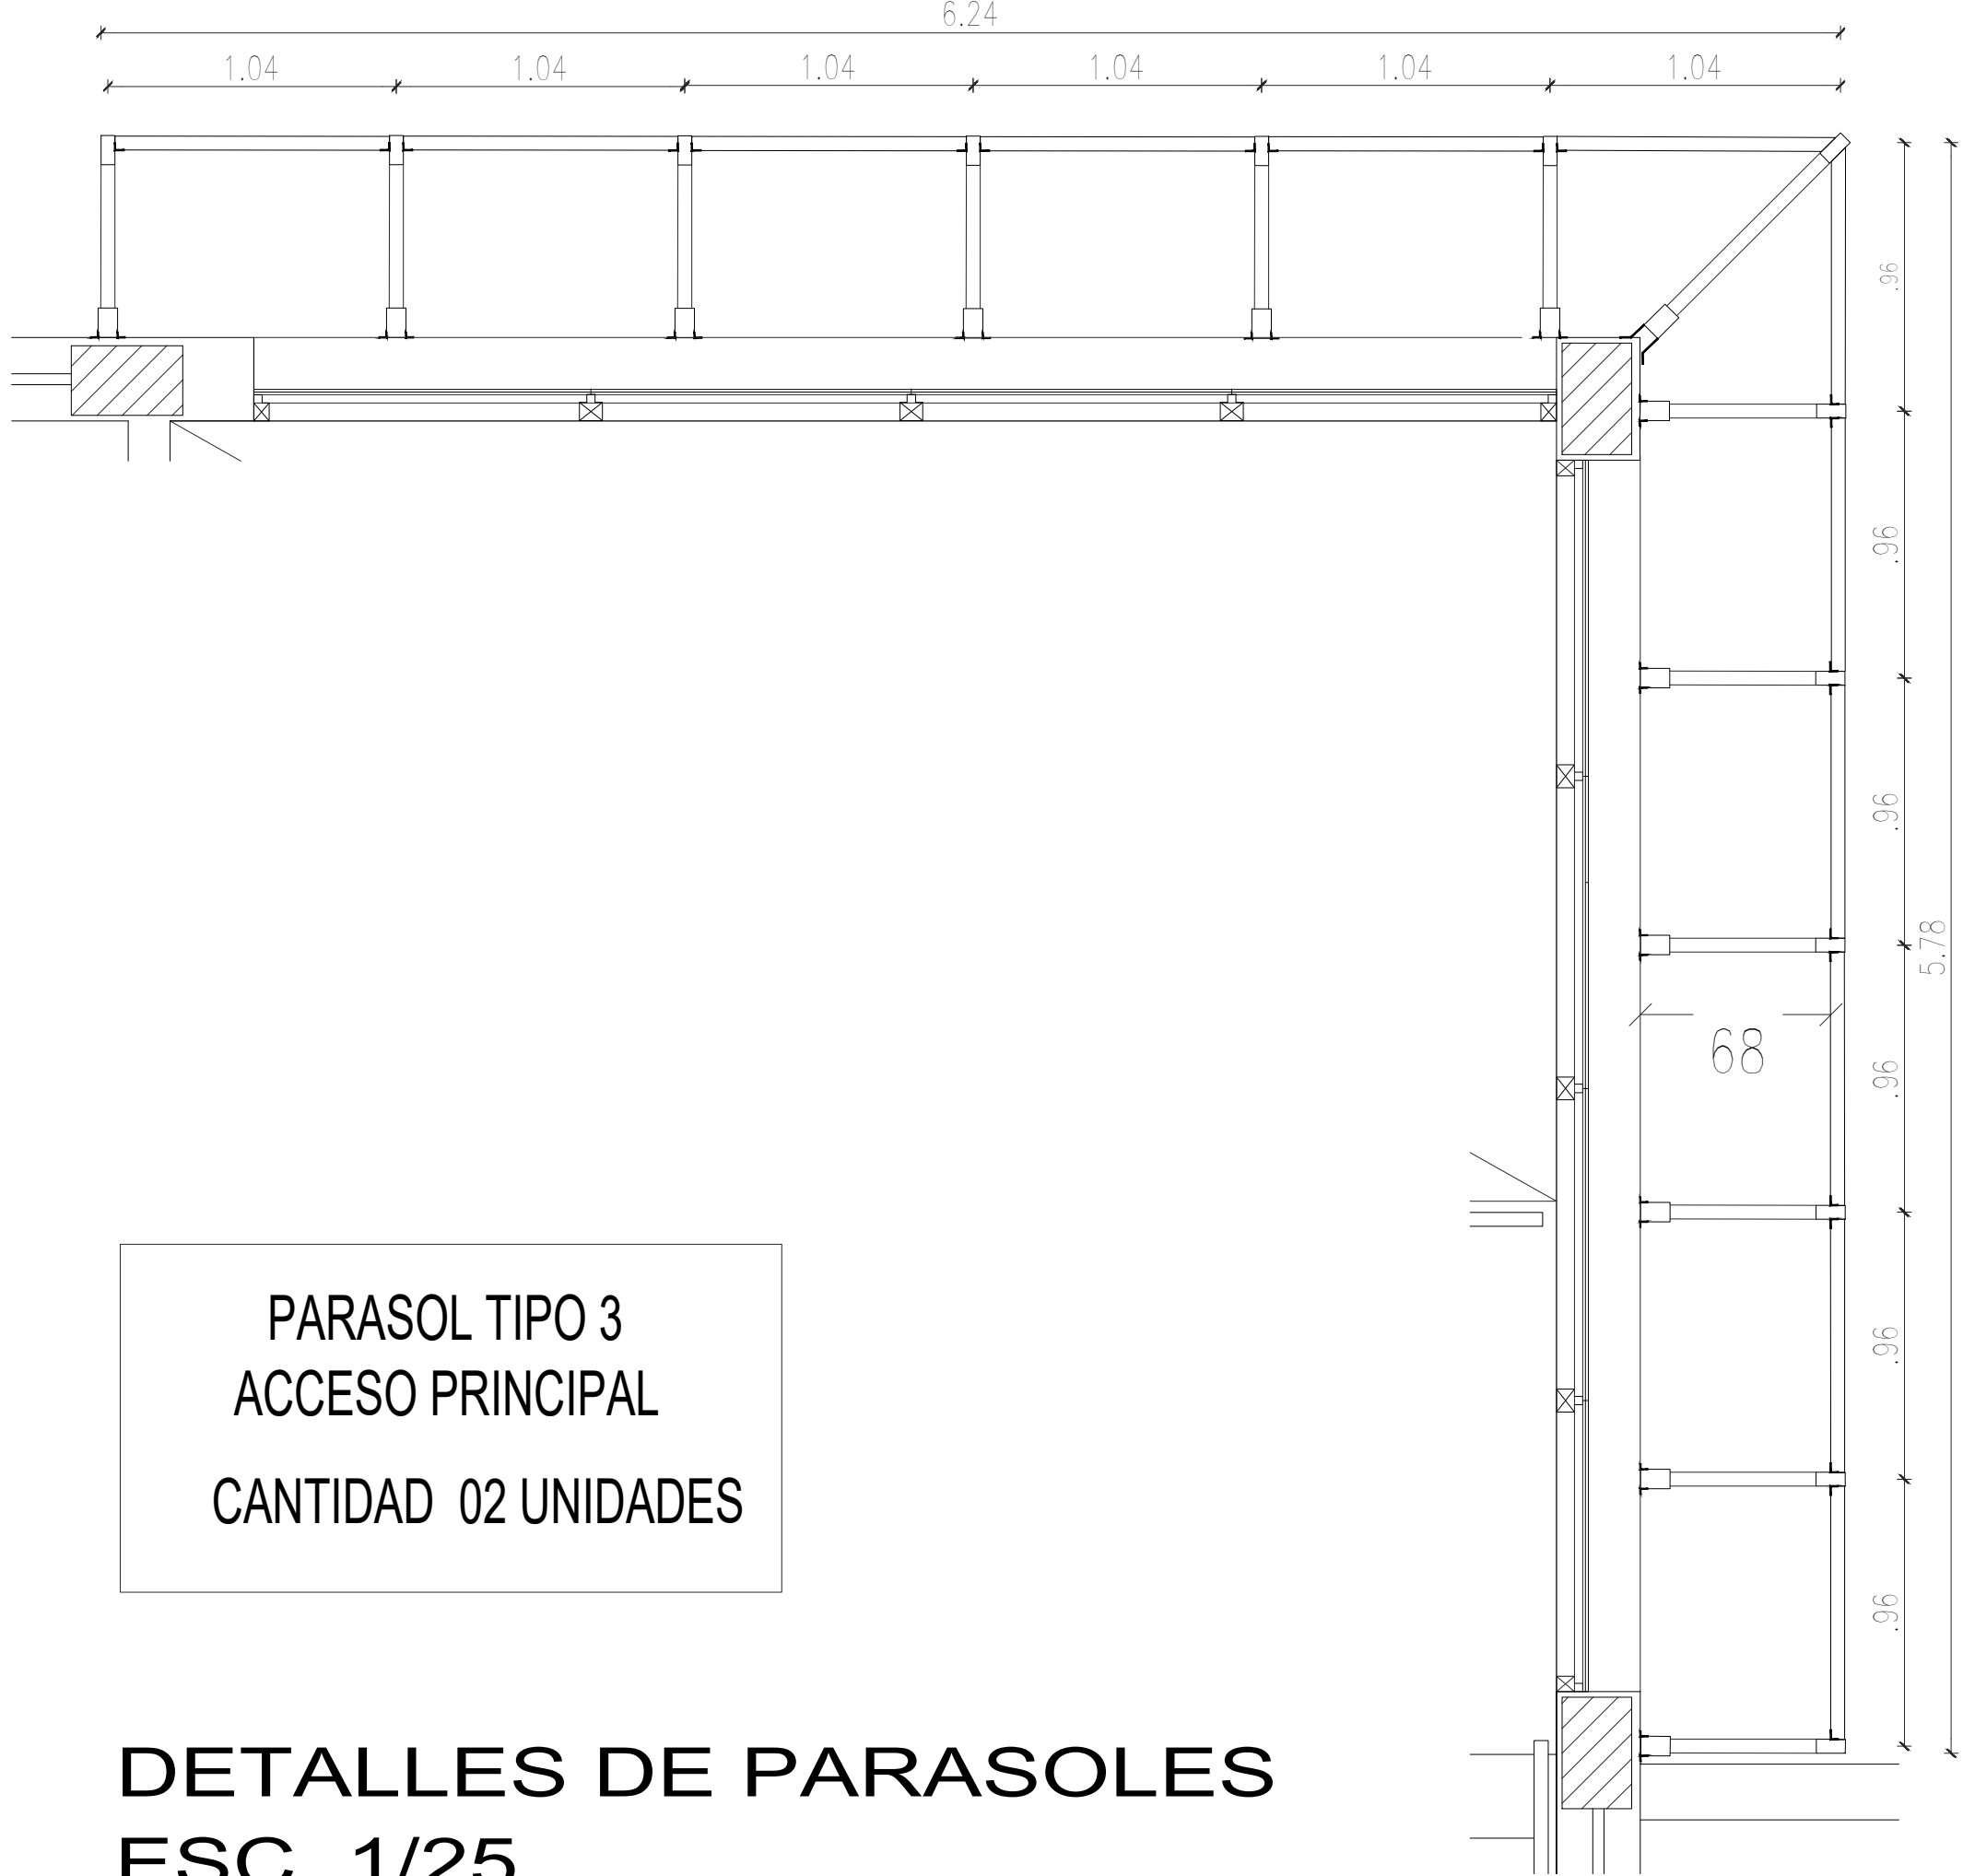 6.24
1.04 1.04 1.04 1.04 1.04 1.04
.96
.96
.96
5.78
68
.96
.96
.96
PARASOL TIPO 3
ACCESO PRINCIPAL
CANTIDAD 02 UNIDADES
DETALLES DE PARASOLES
ESC 1/25